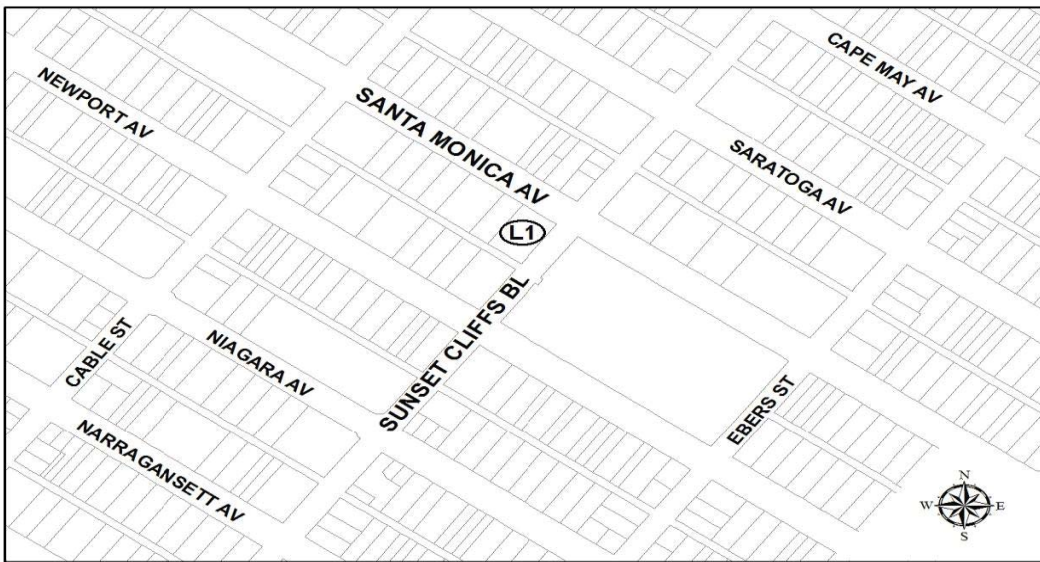 CAPE MAY AV
NEWPORT AV
SANTA MONICA AV
SARATOGA AV
L1
SUNSET CLIFFS BL
CABLE ST
NIAGARA AV
EBERS ST
NARRAGANSETT AV
N
W E
S